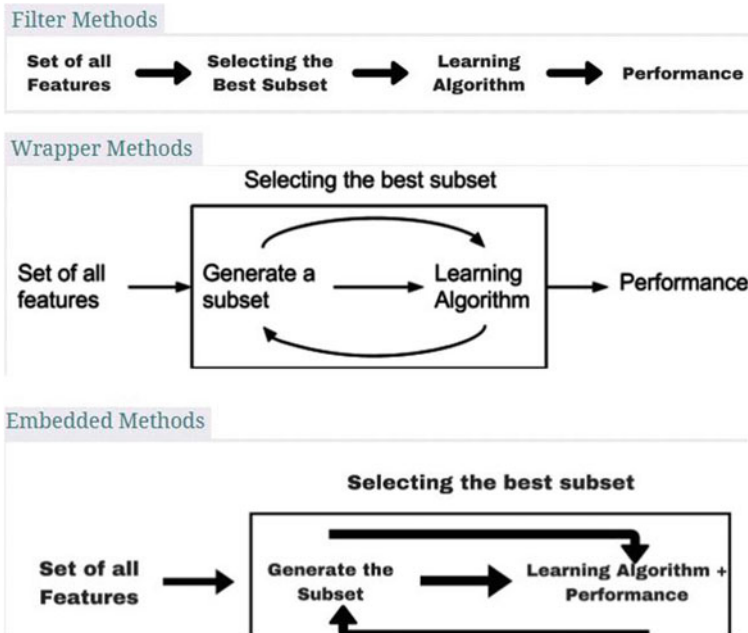 Filter Methods
Set of all Selecting the Learning
Features Best Subset Algorithm Performance
Wrapper Methods
Selecting the best subset
Set of all Generate a Learning Performance
features subset Algorithm
Embedded Methods
Selecting the best subset
Set of all Generate the Learning Algorithm +
Features Subset Performance